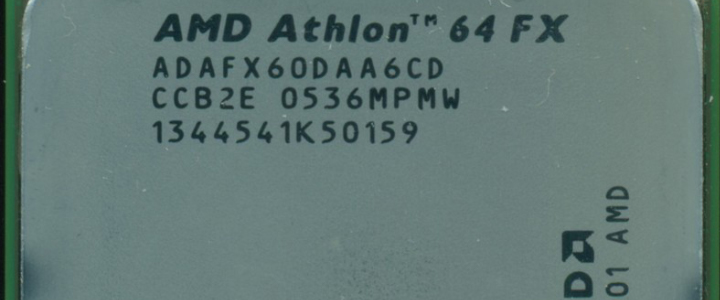 AMD Athlon™ 64 FX
ADAFX60DAA6CD
CCB2E 0536MPMW
1344541K50159
01 AMD